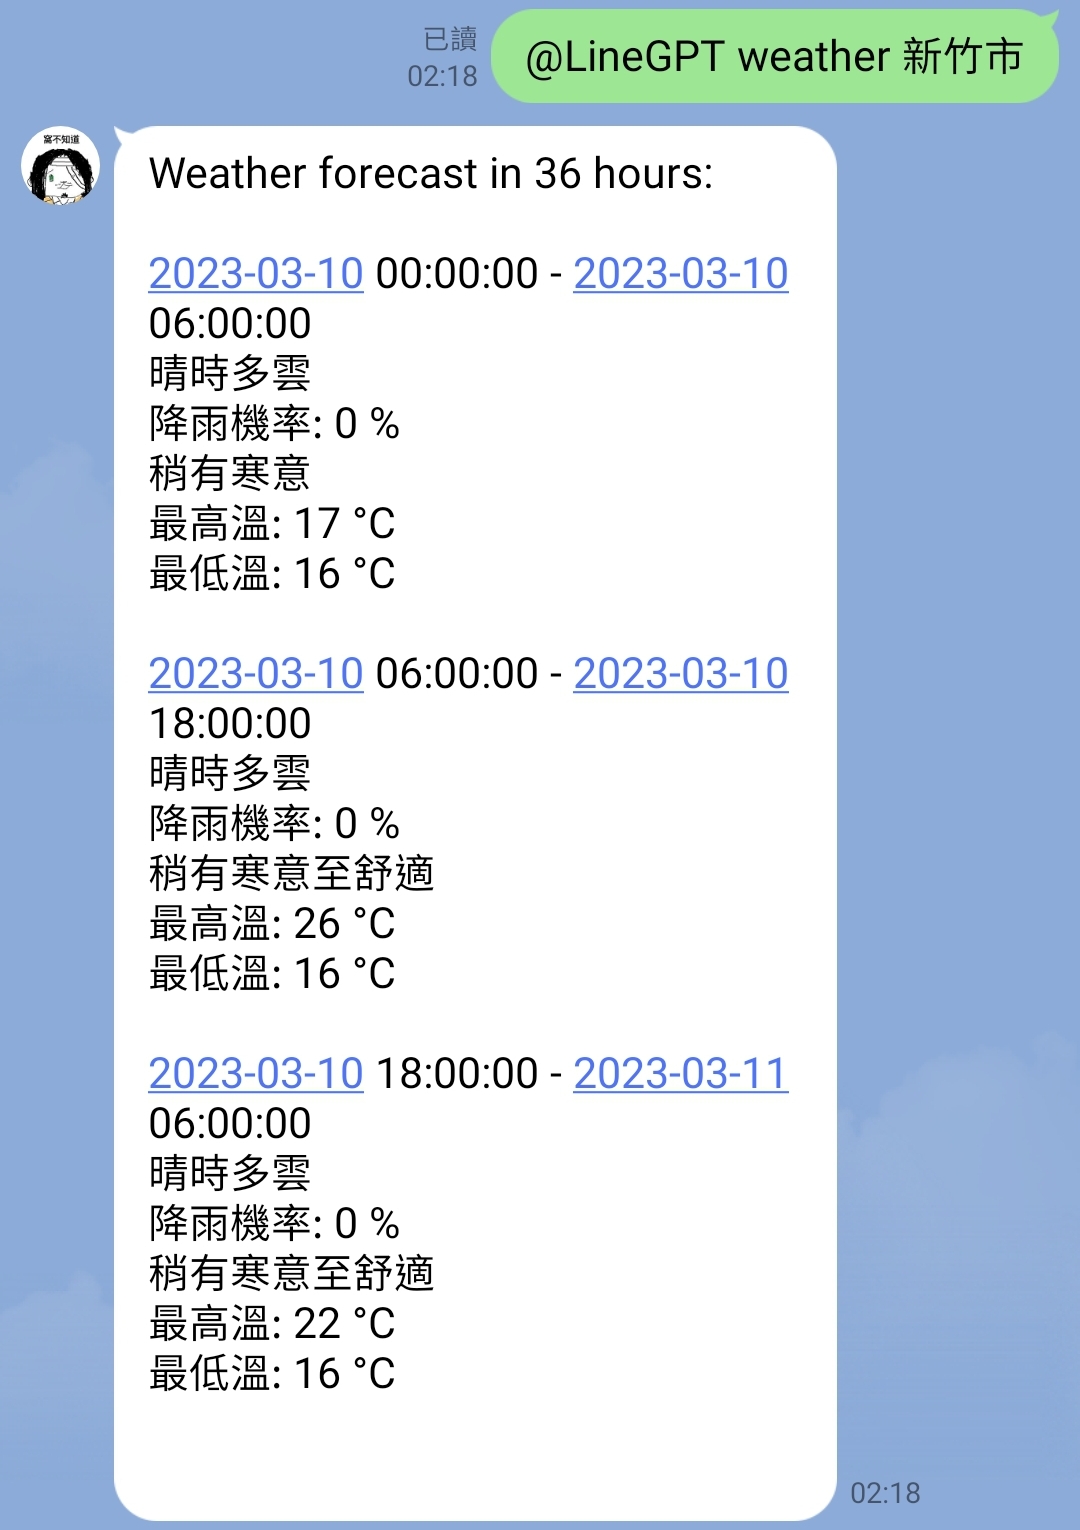 已讀
02:18
@LineGPT weather 新竹市
窩不知道
Weather forecast in 36 hours:
2023-03-10 00:00:00 - 2023-03-10
06:00:00
晴時多雲
降雨機率: 0 %
稍有寒意
最高溫: 17 °C
最低溫: 16 °C
2023-03-10 06:00:00 - 2023-03-10
18:00:00
晴時多雲
降雨機率: 0 %
稍有寒意至舒適
最高溫: 26 °C
最低溫: 16 °C
2023-03-10 18:00:00 - 2023-03-11
06:00:00
晴時多雲
降雨機率: 0 %
稍有寒意至舒適
最高溫: 22 °C
最低溫: 16 °C
02:18